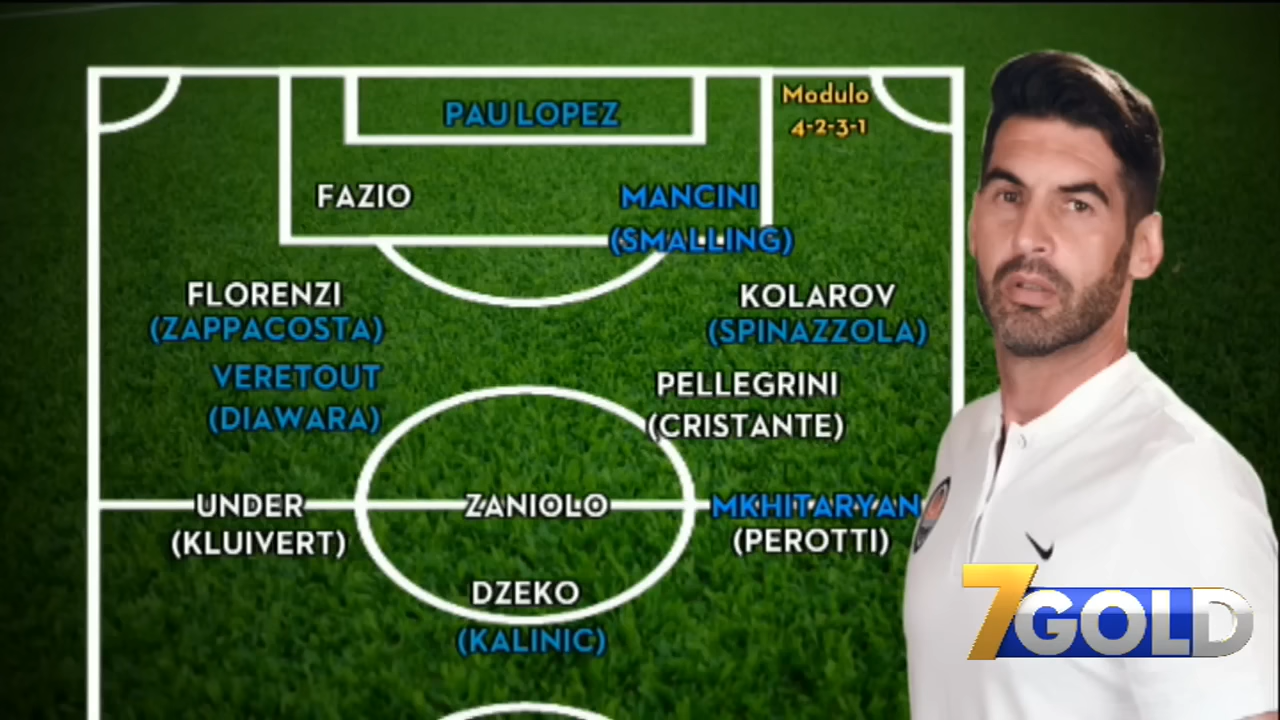 PAU LOPEZ
Modulo
4-2-3-1
FAZIO
MANCINI
(SMALLING)
FLORENZI
(ZAPPACOSTA)
KOLAROV
(SPINAZZOLA)
VERETOUT
(DIAWARA)
PELLEGRINI
(CRISTANTE)
UNDER
(KLUIVERT)
ZANIOLO
MKHITARYAN
(PEROTTI)
DZEKO
(KALINIC)
7GOLD